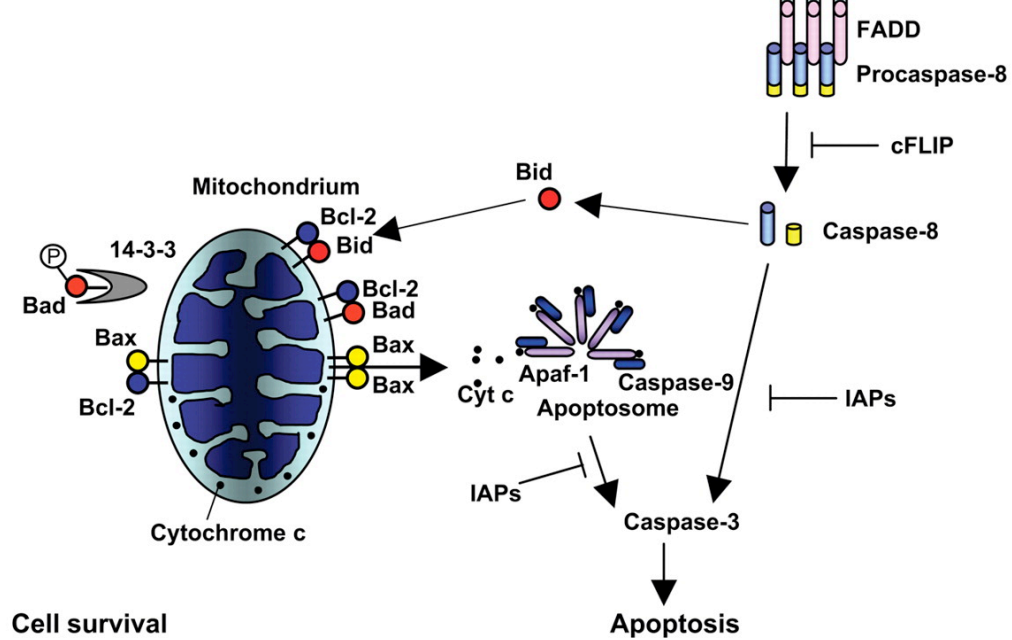 FADD
Procaspase-8
cFLIP
Bid
Mitochondrium
Bcl-2
Bid
Caspase-8
14-3-3
P
Bad
Bcl-2
Bad
Bax
Bax
Bax
Bcl-2
Cyt c
Apaf-1
Caspase-9
Apoptosome
IAPs
IAPs
Caspase-3
Cytochrome c
Cell survival
Apoptosis